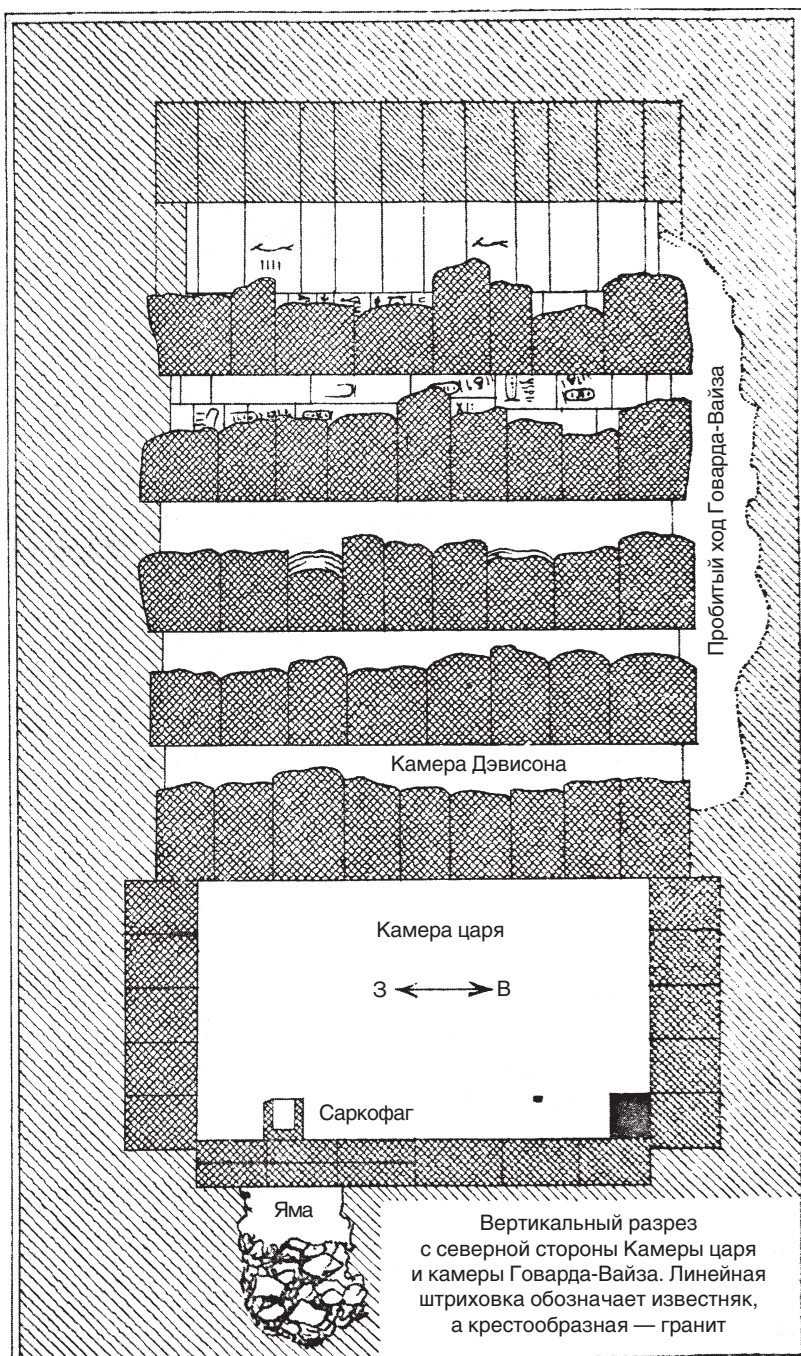 Пробитый ход Говарда-Вайза
Камера Дэвисона
Камера царя
З В
Саркофаг
Яма
Вертикальный разрез
с северной стороны Камеры царя
и камеры Говарда-Вайза. Линейная
штриховка обозначает известняк,
а крестообразная — гранит